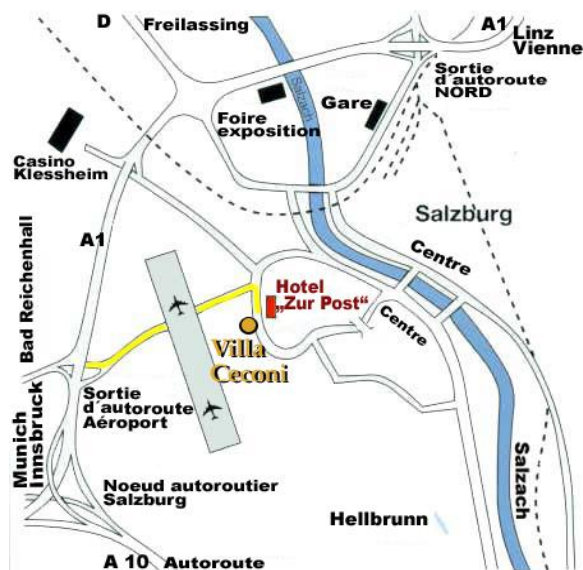 D
Freilassing
A1
Linz
Vienne
Sortie
d'autoroute
NORD
Salzach
Gare
Foire
exposition
Casino
Klessheim
Salzburg
A1
Centre
Bad Reichenhall
Hotel
„Zur Post“
Centre
Villa
Ceconi
Sortie
d'autoroute
Aéroport
Munich
Innsbruck
Noeud autoroutier
Salzburg
Salzach
Hellbrunn
A 10 Autoroute